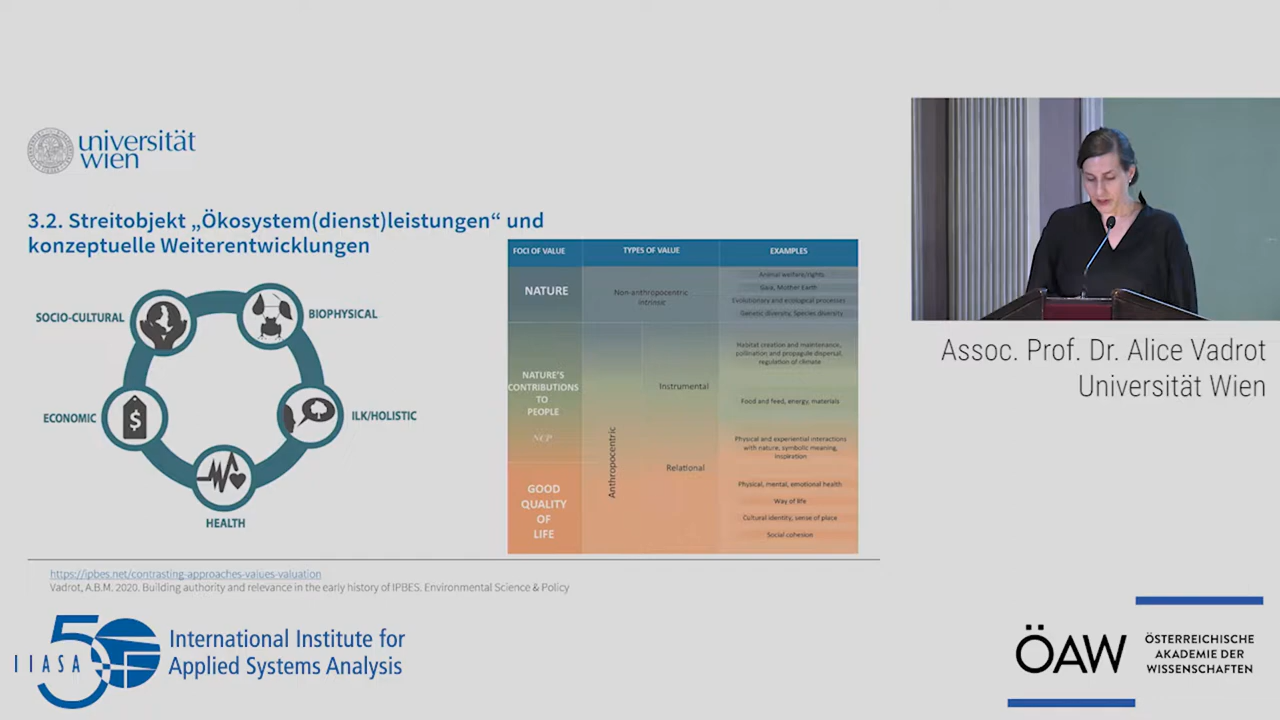 universität
wien
3.2. Streitobjekt „Ökosystem(dienst)leistungen“ und
konzeptuelle Weiterentwicklungen
SOCIO-CULTURAL
BIOPHYSICAL
ECONOMIC
$
ILK/HOLISTIC
HEALTH
FOCI OF VALUE
TYPES OF VALUE
EXAMPLES
NATURE
Non-anthropocentric
intrinsic
Animal welfare/rights
Gaia, Mother Earth
Evolutionary and ecological processes
Genetic diversity, Species diversity
NATURE'S
CONTRIBUTIONS
TO
PEOPLE
NCP
Anthropocentric
Instrumental
Habitat creation and maintenance,
pollination and propagule dispersal,
regulation of climate
Food and feed, energy, materials
Relational
Physical and experiential interactions
with nature, symbolic meaning,
inspiration
GOOD
QUALITY
OF
LIFE
Physical, mental, emotional health
Way of life
Cultural identity, sense of place
Social cohesion
https://ipbes.net/contrasting-approaches-values-valuation
Vadrot, A.B.M. 2020. Building authority and relevance in the early history of IPBES. Environmental Science & Policy
Assoc. Prof. Dr. Alice Vadrot
Universität Wien
50
IIASA
International Institute for
Applied Systems Analysis
ÖAW
ÖSTERREICHISCHE
AKADEMIE DER
WISSENSCHAFTEN